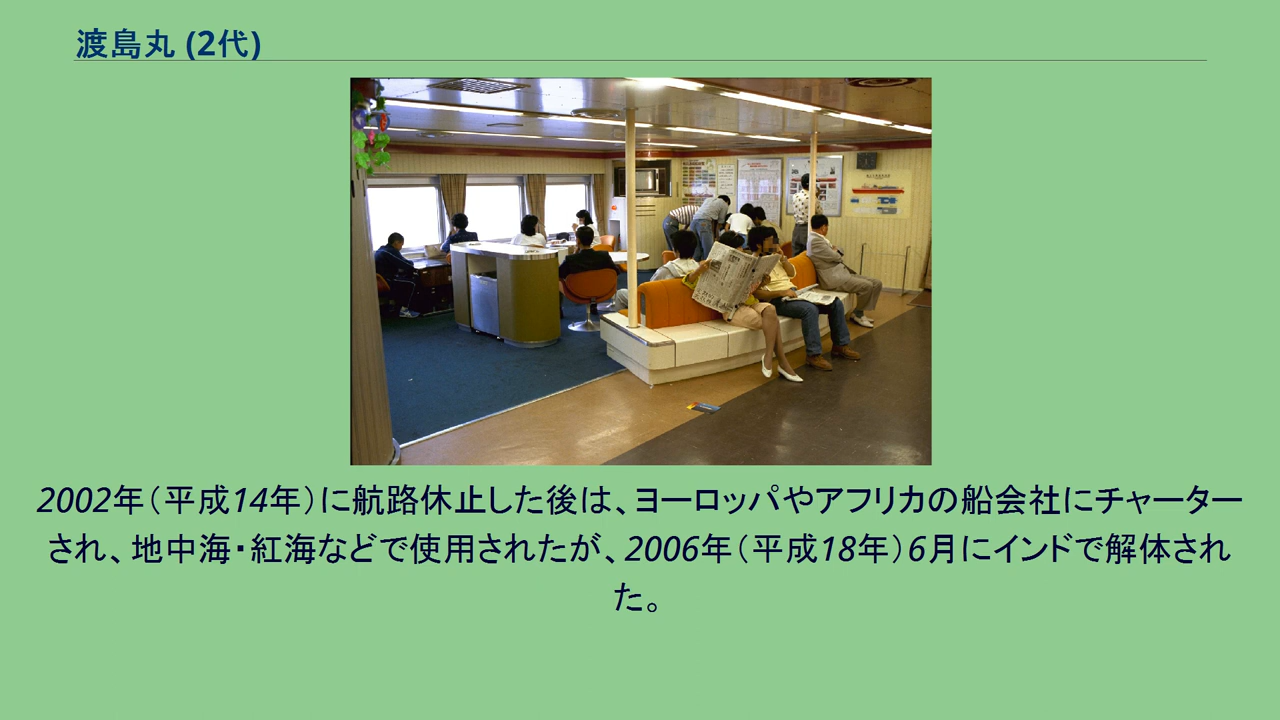 渡島丸 (2代)
2002年（平成14年）に航路休止した後は、ヨーロッパやアフリカの船会社にチャーター
され、地中海・紅海などで使用されたが、2006年（平成18年）6月にインドで解体され
た。